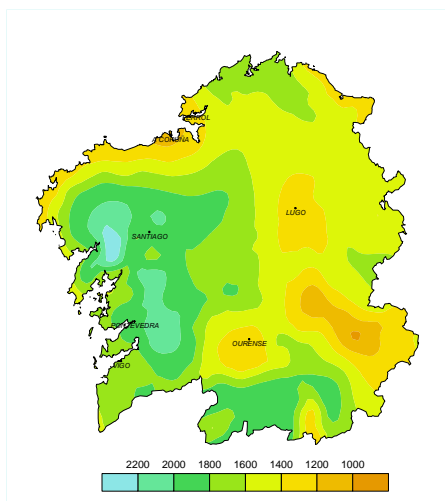 FERROL
A CORUÑA
LUGO
SANTIAGO
PONTEVEDRA
OURENSE
VIGO
2200 2000 1800 1600 1400 1200 1000